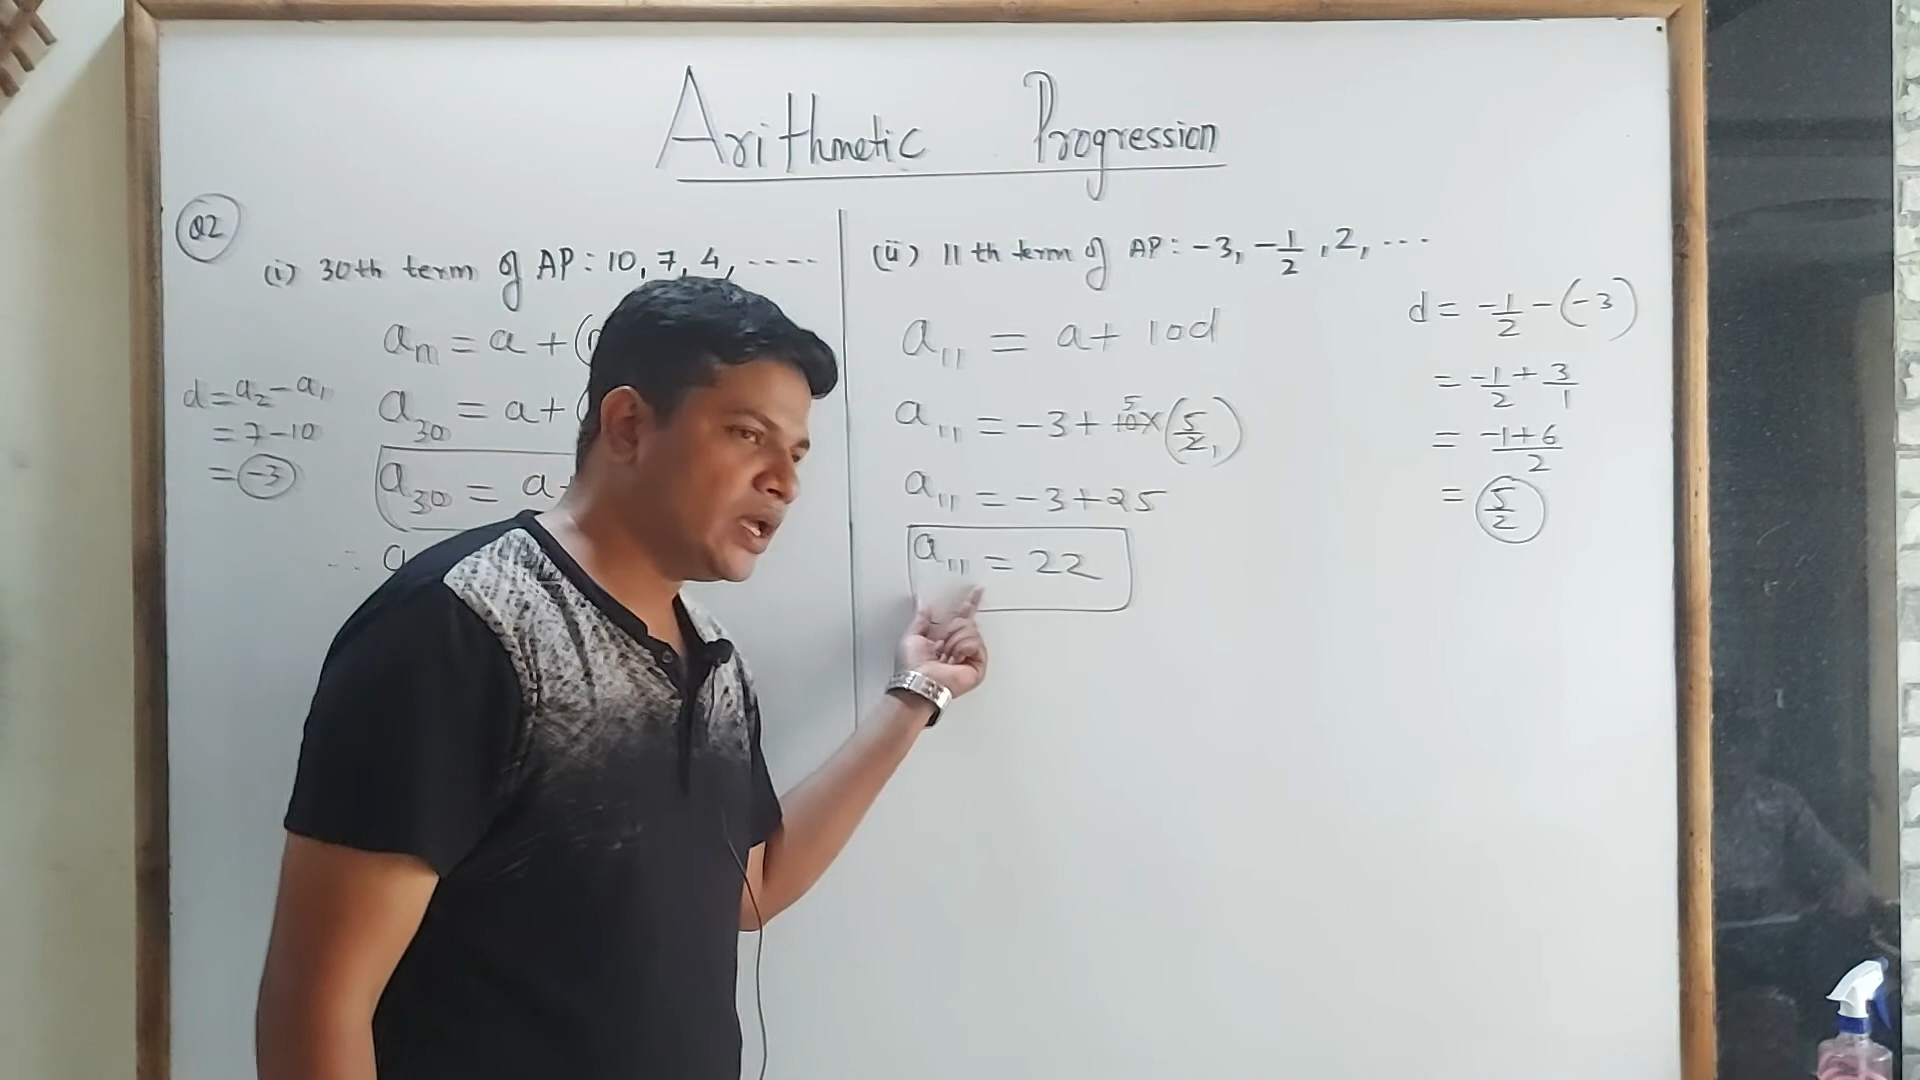 Arithmetic Progression
Q2
(i) 30th term of AP : 10, 7, 4, ----
aₙ = a + (
d = a₂ - a₁
= 7 - 10
= -3
a₃₀ = a + (
a₃₀ = a +
∴ a
(ii) 11th term of AP : -3, -1/2, 2, ---
a₁₁ = a + 10d
a₁₁ = -3 + 10 5 × (5/2 1)
a₁₁ = -3 + 25
a₁₁ = 22
d = -1/2 - (-3)
= -1/2 + 3/1
= -1+6/2
= 5/2